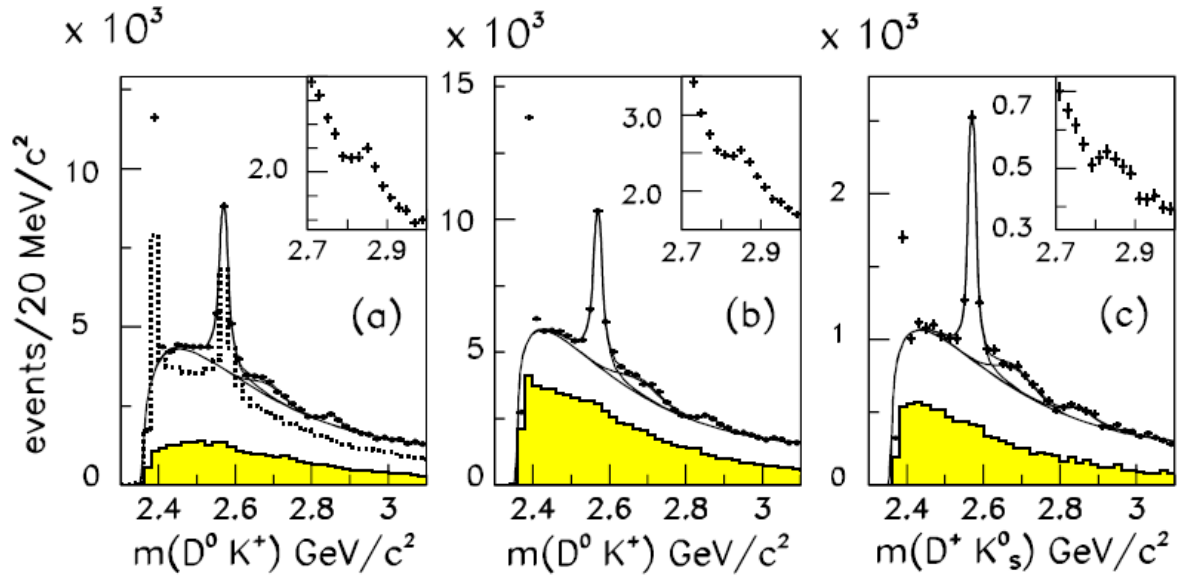 x 10³
x 10³
x 10³
events/20 MeV/c²
10
5
0
2.0
2.7 2.9
(a)
2.4 2.6 2.8 3
m(D⁰ K⁺) GeV/c²
15
10
5
0
3.0
2.0
2.7 2.9
(b)
2.4 2.6 2.8 3
m(D⁰ K⁺) GeV/c²
2
1
0
0.7
0.5
0.3
2.7 2.9
(c)
2.4 2.6 2.8 3
m(D⁺ K⁰ₛ) GeV/c²